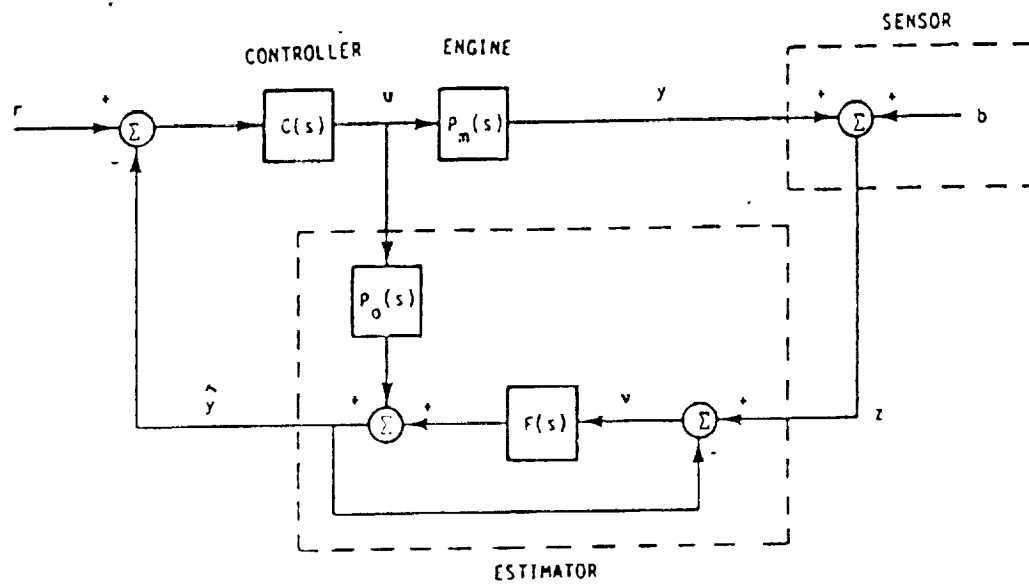 SENSOR
CONTROLLER
ENGINE
r
+
-
Σ
C(s)
U
P_m(s)
y
+
+
Σ
b
P_o(s)
ŷ
+
+
Σ
F(s)
ν
Σ
+
-
z
ESTIMATOR